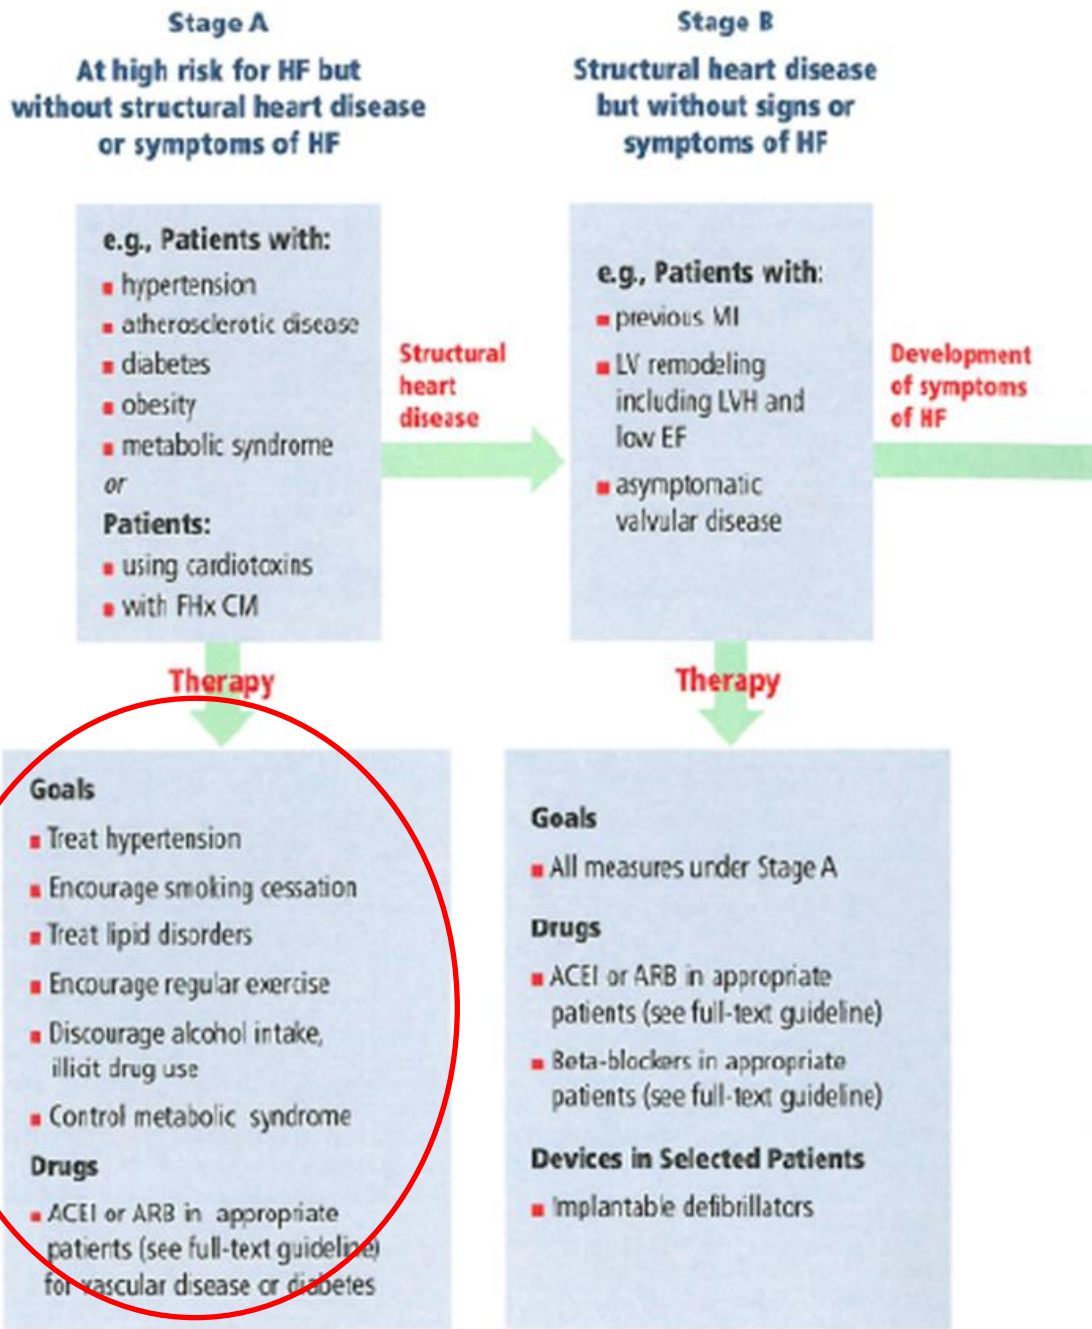 Stage A
At high risk for HF but
without structural heart disease
or symptoms of HF
e.g., Patients with:
hypertension
atherosclerotic disease
diabetes
obesity
metabolic syndrome
or
Patients:
using cardiotoxins
with FHx CM
Structural
heart
disease
Therapy
Goals
Treat hypertension
Encourage smoking cessation
Treat lipid disorders
Encourage regular exercise
Discourage alcohol intake,
illicit drug use
Control metabolic syndrome
Drugs
ACEI or ARB in appropriate
patients (see full-text guideline)
for vascular disease or diabetes
Stage B
Structural heart disease
but without signs or
symptoms of HF
e.g., Patients with:
previous MI
LV remodeling
including LVH and
low EF
asymptomatic
valvular disease
Development
of symptoms
of HF
Therapy
Goals
All measures under Stage A
Drugs
ACEI or ARB in appropriate
patients (see full-text guideline)
Beta-blockers in appropriate
patients (see full-text guideline)
Devices in Selected Patients
Implantable defibrillators